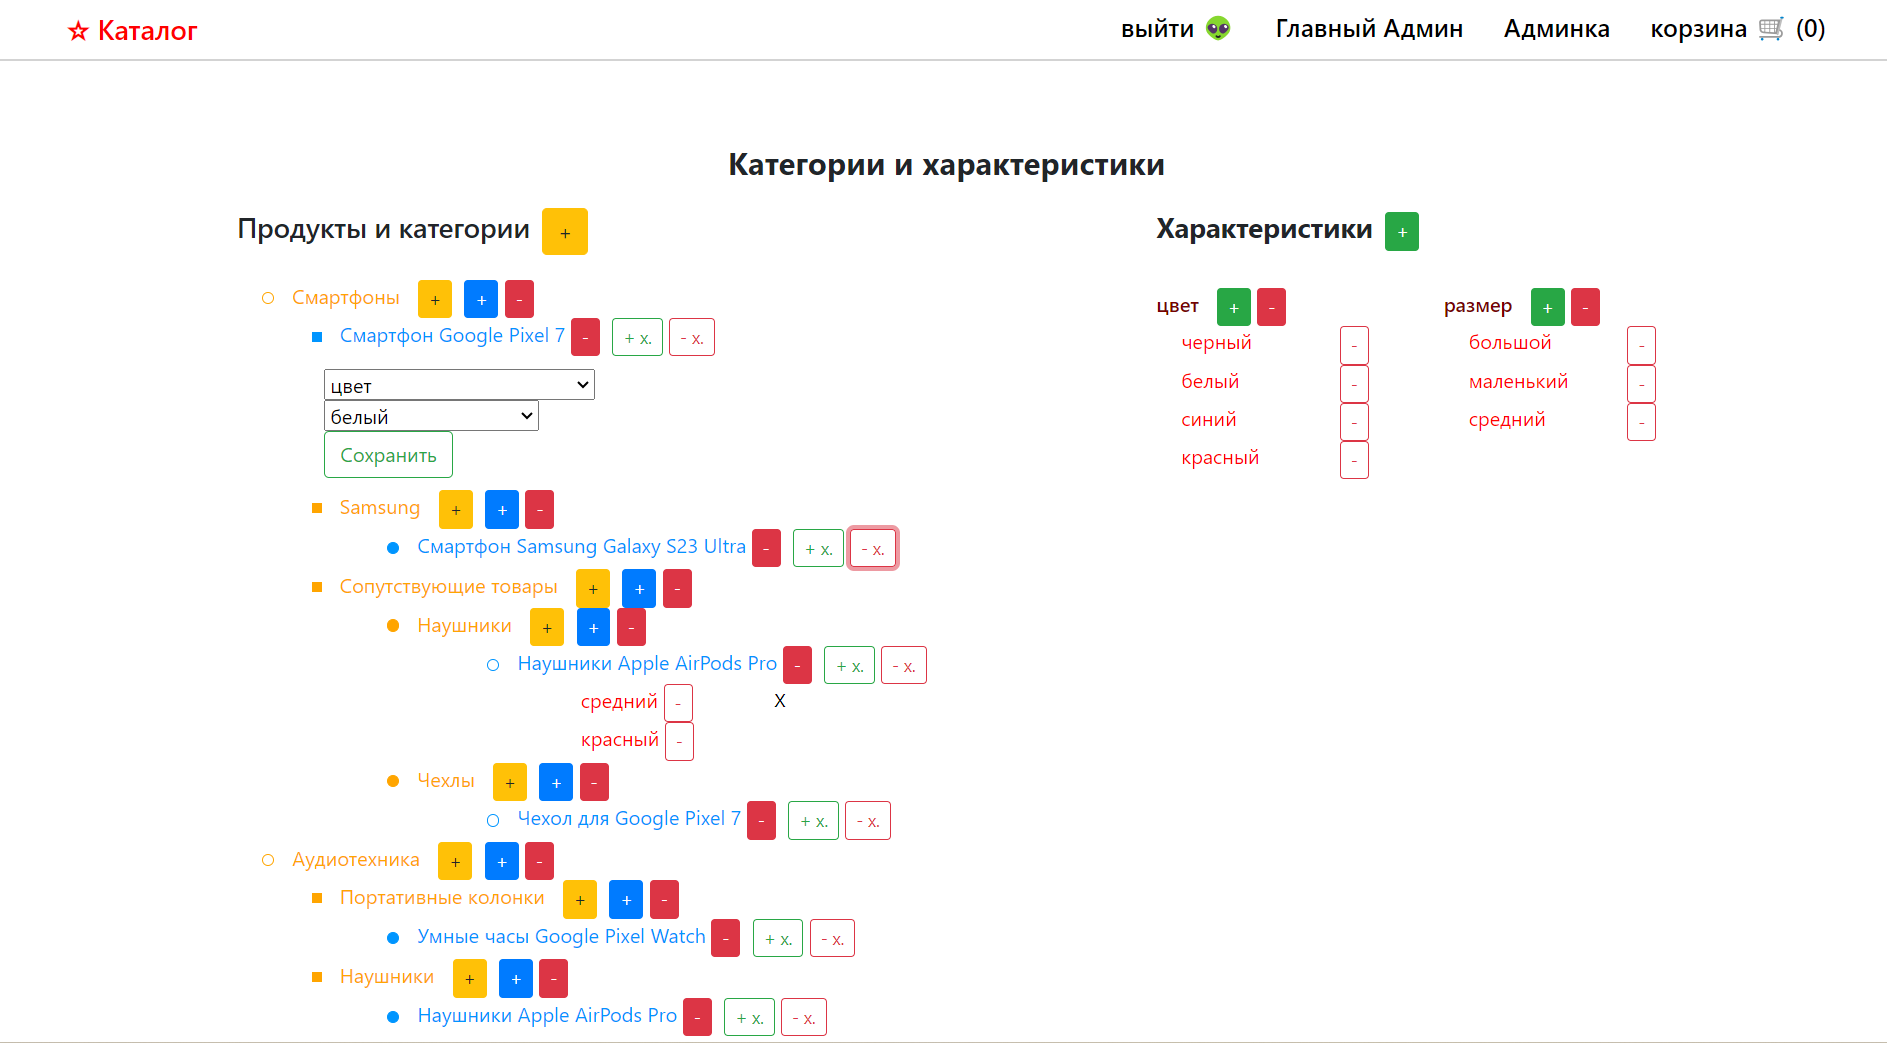 ☆ Каталог выйти 👽 Главный Админ Админка корзина 🛒 (0)
Категории и характеристики
Продукты и категории +
Смартфоны + + -
Смартфон Google Pixel 7 - + х. - х.
цвет
белый
Сохранить
Samsung + + -
Смартфон Samsung Galaxy S23 Ultra - + х. - х.
Сопутствующие товары + + -
Наушники + + -
Наушники Apple AirPods Pro - + х. - х.
средний - X
красный -
Чехлы + + -
Чехол для Google Pixel 7 - + х. - х.
Аудиотехника + + -
Портативные колонки + + -
Умные часы Google Pixel Watch - + х. - х.
Наушники + + -
Наушники Apple AirPods Pro - + х. - х.
Характеристики +
цвет + -
черный -
белый -
синий -
красный -
размер + -
большой -
маленький -
средний -